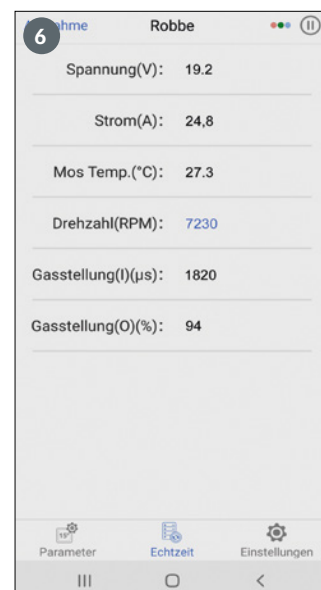 6
Robbe
Spannung(V): 19.2
Strom(A): 24,8
Mos Temp.(°C): 27.3
Drehzahl(RPM): 7230
Gasstellung(I)(µs): 1820
Gasstellung(O)(%): 94
15°
Parameter Echtzeit Einstellungen